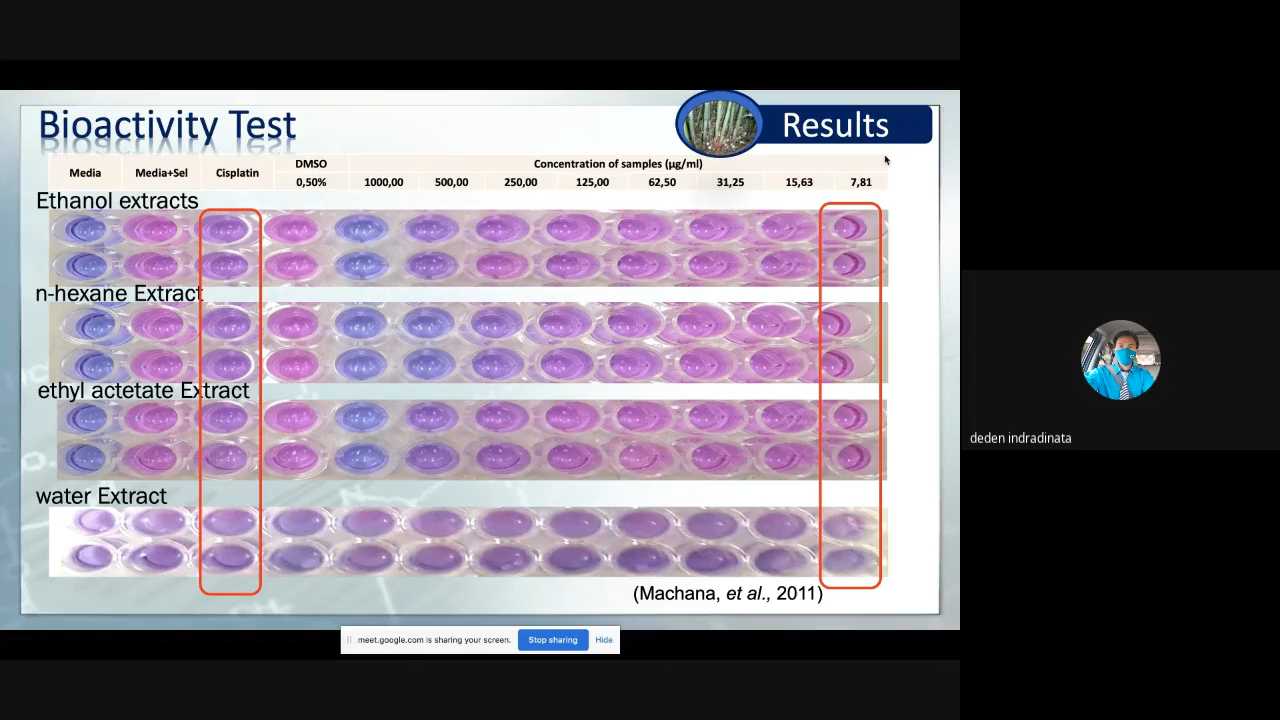 Bioactivity Test
Results
Media Media+Sel Cisplatin DMSO Concentration of samples (µg/ml)
0,50% 1000,00 500,00 250,00 125,00 62,50 31,25 15,63 7,81
Ethanol extracts
n-hexane Extract
ethyl actetate Extract
water Extract
(Machana, et al., 2011)
deden indradinata
meet.google.com is sharing your screen. Stop sharing Hide